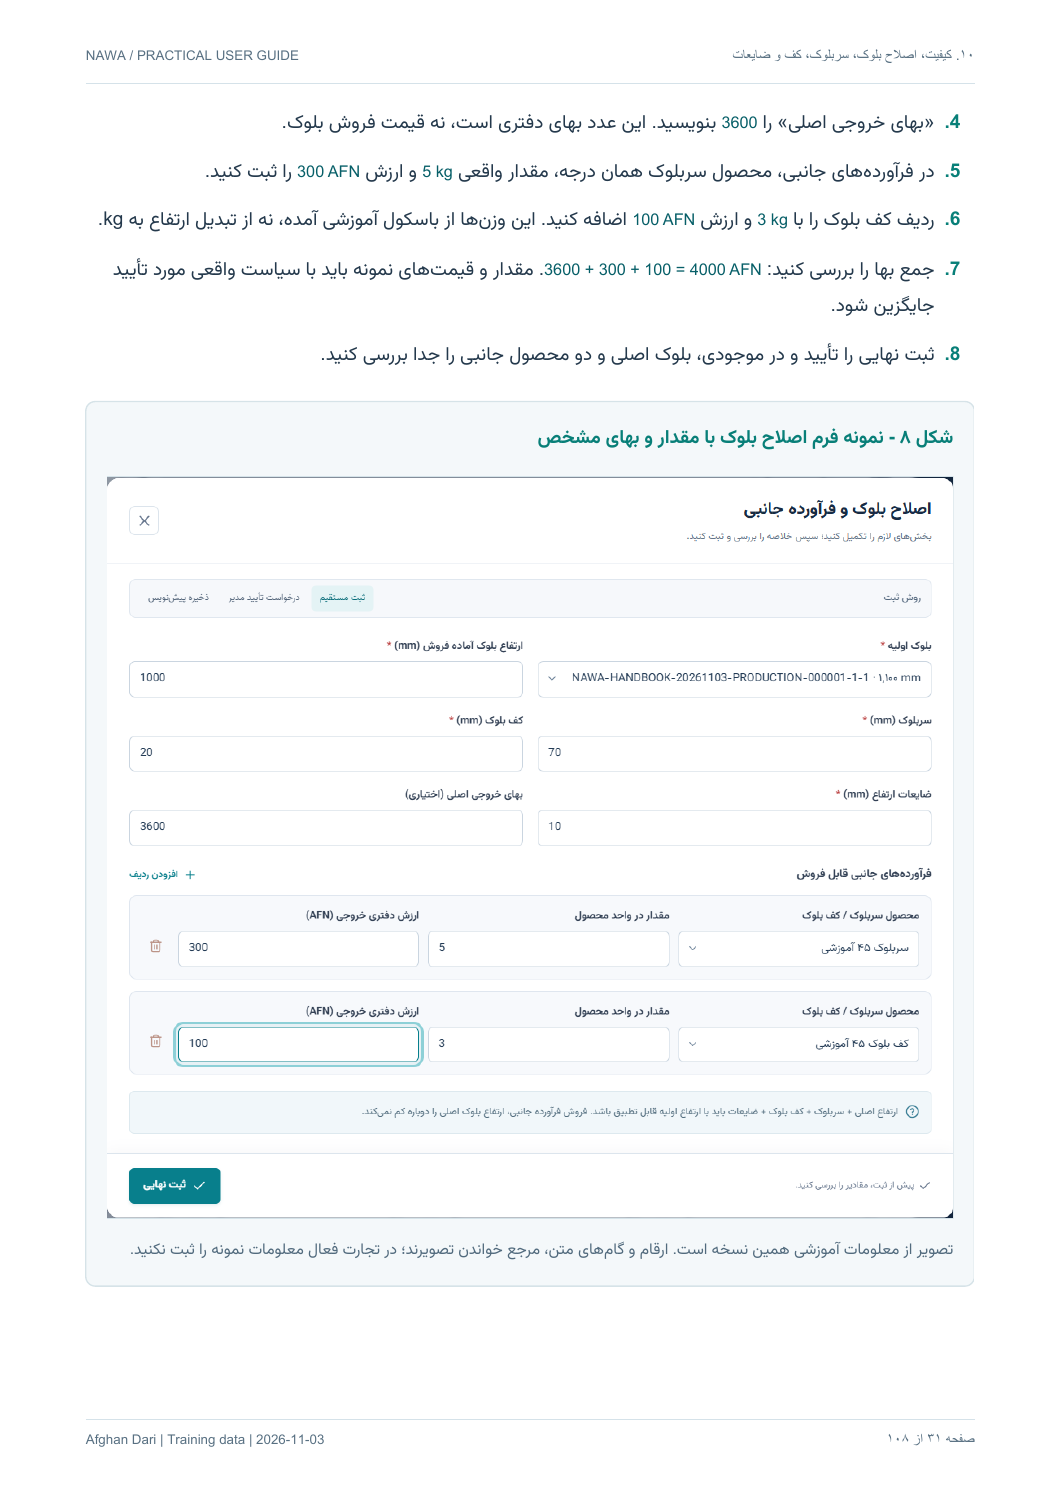 NAWA / PRACTICAL USER GUIDE
۱۰. کیفیت، اصلاح بلوک، سربلوک، کف و ضایعات
4. «بهای خروجی اصلی» را 3600 بنویسید. این عدد بهای دفتری است، نه قیمت فروش بلوک.
5. در فرآورده‌های جانبی، محصول سربلوک همان درجه، مقدار واقعی 5 kg و ارزش 300 AFN را ثبت کنید.
6. ردیف کف بلوک را با 3 kg و ارزش 100 AFN اضافه کنید. این وزن‌ها از باسکول آموزشی آمده، نه از تبدیل ارتفاع به kg.
7. جمع بها را بررسی کنید: 3600 + 300 + 100 = 4000 AFN. مقدار و قیمت‌های نمونه باید با سیاست واقعی مورد تأیید
جایگزین شود.
8. ثبت نهایی را تأیید و در موجودی، بلوک اصلی و دو محصول جانبی را جدا بررسی کنید.
شکل ۸ - نمونه فرم اصلاح بلوک با مقدار و بهای مشخص
اصلاح بلوک و فرآورده جانبی
بخش‌های لازم را تکمیل کنید؛ سپس خلاصه را بررسی و ثبت کنید.
روش ثبت
ثبت مستقیم
درخواست تأیید مدیر
ذخیره پیش‌نویس
بلوک اولیه *
ارتفاع بلوک آماده فروش (mm) *
NAWA-HANDBOOK-20261103-PRODUCTION-000001-1-1 · ۱٬۱۰۰ mm
1000
سربلوک (mm) *
کف بلوک (mm) *
70
20
ضایعات ارتفاع (mm) *
بهای خروجی اصلی (اختیاری)
10
3600
فرآورده‌های جانبی قابل فروش
+ افزودن ردیف
محصول سربلوک / کف بلوک
مقدار در واحد محصول
ارزش دفتری خروجی (AFN)
سربلوک ۴۵ آموزشی
5
300
محصول سربلوک / کف بلوک
مقدار در واحد محصول
ارزش دفتری خروجی (AFN)
کف بلوک ۴۵ آموزشی
3
100
ارتفاع اصلی + سربلوک + کف بلوک + ضایعات باید با ارتفاع اولیه قابل تطبیق باشد. فروش فرآورده جانبی، ارتفاع بلوک اصلی را دوباره کم نمی‌کند.
پیش از ثبت، مقادیر را بررسی کنید.
ثبت نهایی
تصویر از معلومات آموزشی همین نسخه است. ارقام و گام‌های متن، مرجع خواندن تصویرند؛ در تجارت فعال معلومات نمونه را ثبت نکنید.
Afghan Dari | Training data | 2026-11-03
صفحه ۳۱ از ۱۰۸